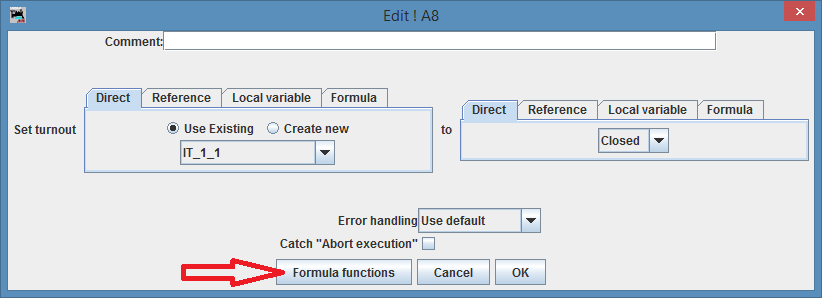 Edit ! A8
Comment:
Direct Reference Local variable Formula
Direct Reference Local variable Formula
Set turnout
Use Existing Create new
to
IT_1_1
Closed
Error handling Use default
Catch "Abort execution"
Formula functions Cancel OK